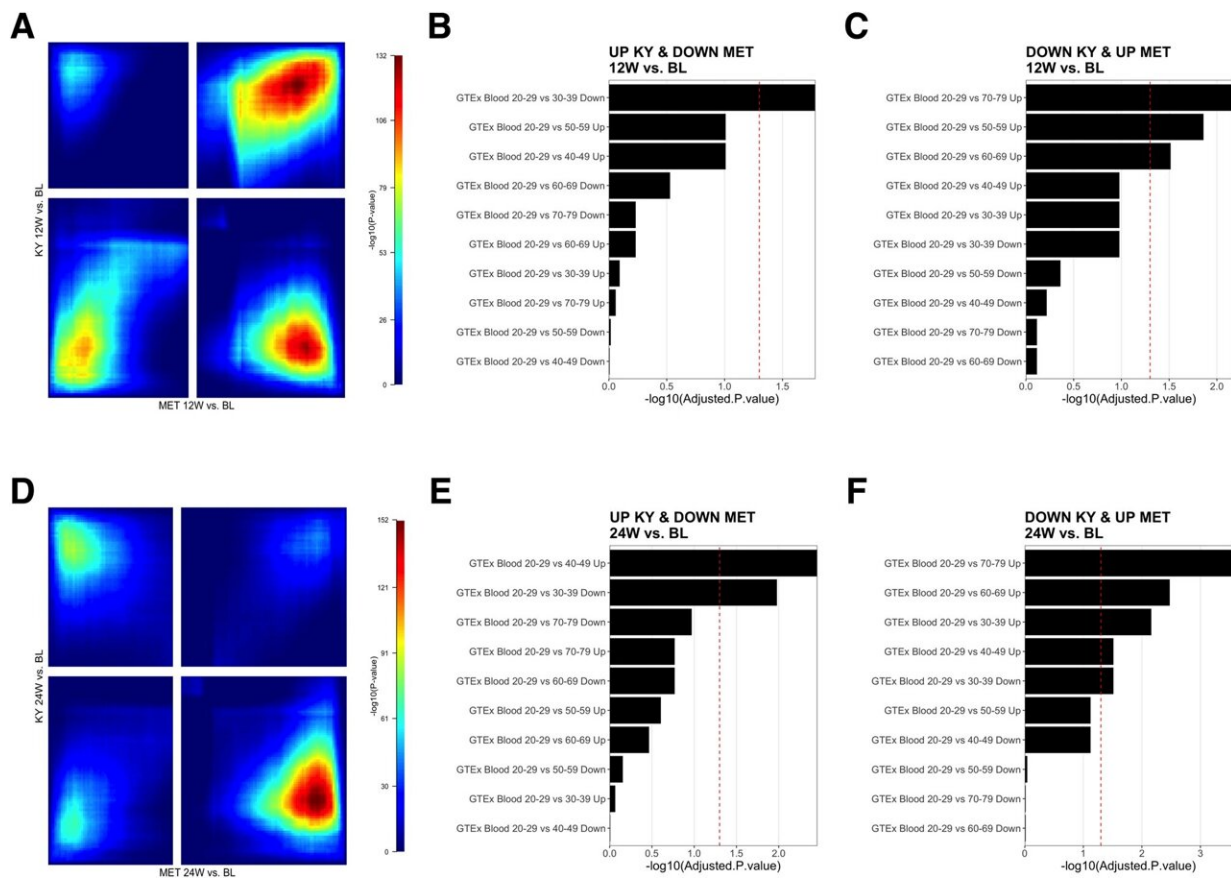 A
KY 12W vs. BL
MET 12W vs. BL
-log10(P-value)
132
106
79
53
26
0
B
UP KY & DOWN MET
12W vs. BL
GTEx Blood 20-29 vs 30-39 Down
GTEx Blood 20-29 vs 50-59 Up
GTEx Blood 20-29 vs 40-49 Up
GTEx Blood 20-29 vs 60-69 Down
GTEx Blood 20-29 vs 70-79 Down
GTEx Blood 20-29 vs 60-69 Up
GTEx Blood 20-29 vs 30-39 Up
GTEx Blood 20-29 vs 70-79 Up
GTEx Blood 20-29 vs 50-59 Down
GTEx Blood 20-29 vs 40-49 Down
0.0 0.5 1.0 1.5
-log10(Adjusted.P.value)
C
DOWN KY & UP MET
12W vs. BL
GTEx Blood 20-29 vs 70-79 Up
GTEx Blood 20-29 vs 50-59 Up
GTEx Blood 20-29 vs 60-69 Up
GTEx Blood 20-29 vs 40-49 Up
GTEx Blood 20-29 vs 30-39 Up
GTEx Blood 20-29 vs 30-39 Down
GTEx Blood 20-29 vs 50-59 Down
GTEx Blood 20-29 vs 40-49 Down
GTEx Blood 20-29 vs 70-79 Down
GTEx Blood 20-29 vs 60-69 Down
0.0 0.5 1.0 1.5 2.0
-log10(Adjusted.P.value)
D
KY 24W vs. BL
MET 24W vs. BL
-log10(P-value)
152
121
91
61
30
0
E
UP KY & DOWN MET
24W vs. BL
GTEx Blood 20-29 vs 40-49 Up
GTEx Blood 20-29 vs 30-39 Down
GTEx Blood 20-29 vs 70-79 Down
GTEx Blood 20-29 vs 70-79 Up
GTEx Blood 20-29 vs 60-69 Down
GTEx Blood 20-29 vs 50-59 Up
GTEx Blood 20-29 vs 60-69 Up
GTEx Blood 20-29 vs 50-59 Down
GTEx Blood 20-29 vs 30-39 Up
GTEx Blood 20-29 vs 40-49 Down
0.0 0.5 1.0 1.5 2.0
-log10(Adjusted.P.value)
F
DOWN KY & UP MET
24W vs. BL
GTEx Blood 20-29 vs 70-79 Up
GTEx Blood 20-29 vs 60-69 Up
GTEx Blood 20-29 vs 30-39 Up
GTEx Blood 20-29 vs 40-49 Up
GTEx Blood 20-29 vs 30-39 Down
GTEx Blood 20-29 vs 50-59 Up
GTEx Blood 20-29 vs 40-49 Down
GTEx Blood 20-29 vs 50-59 Down
GTEx Blood 20-29 vs 70-79 Down
GTEx Blood 20-29 vs 60-69 Down
0 1 2 3
-log10(Adjusted.P.value)